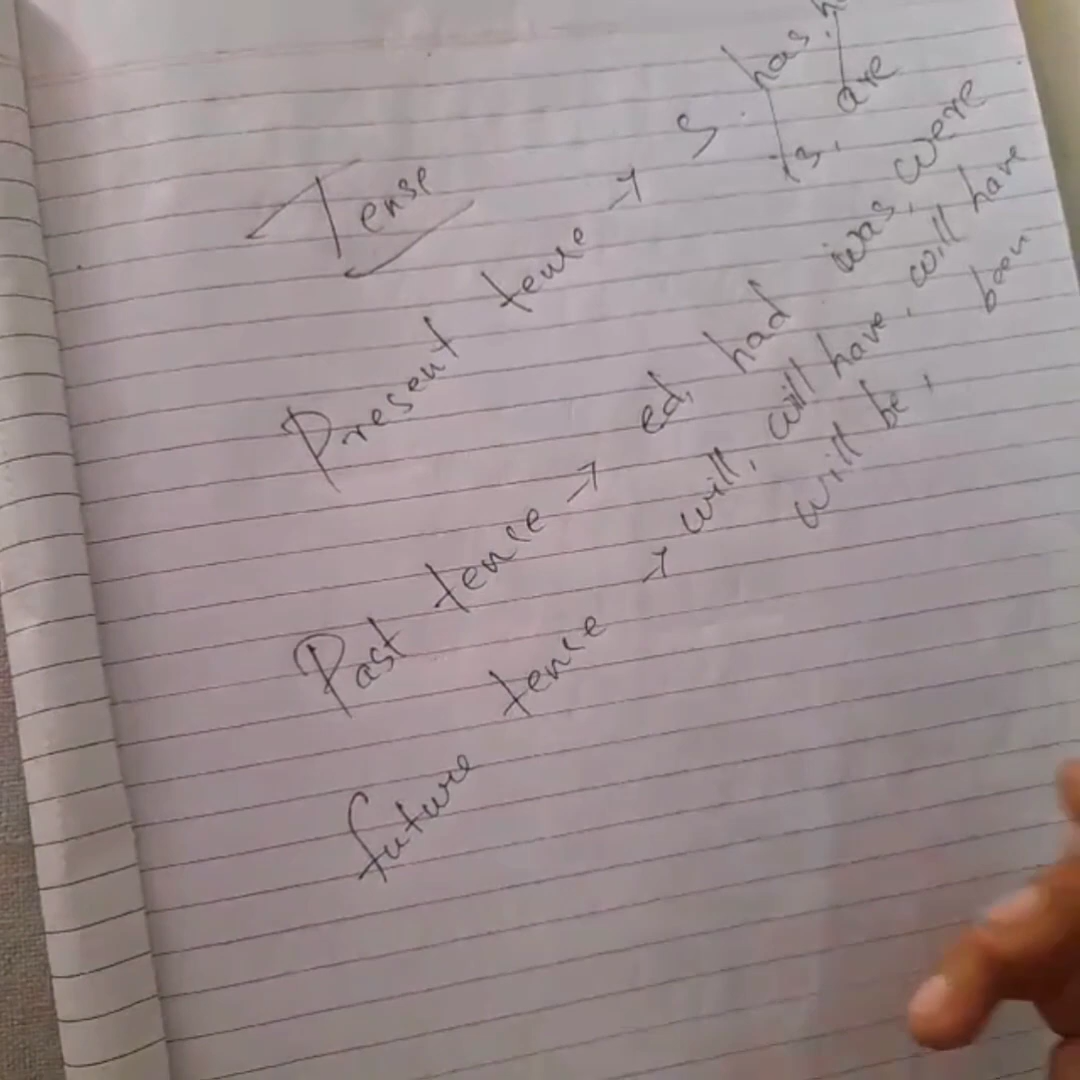 Tense
Present tense → s. has.
is, are
Past tense → ed, had was, were
future tense → will, will have, will have
will be, been